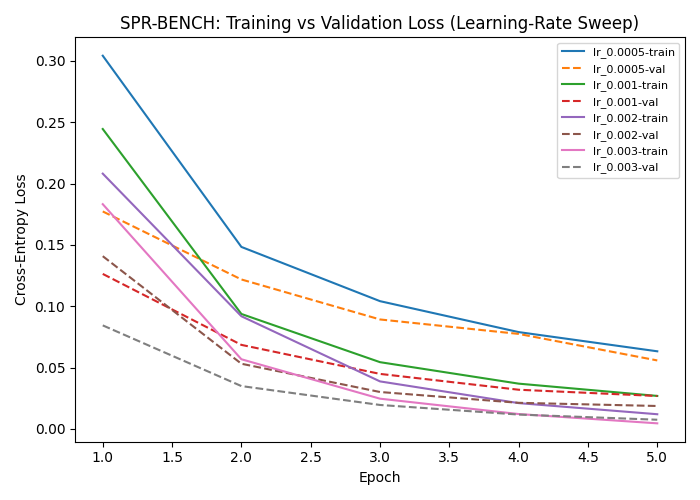 SPR-BENCH: Training vs Validation Loss (Learning-Rate Sweep)
Cross-Entropy Loss
0.30
0.25
0.20
0.15
0.10
0.05
0.00
lr_0.0005-train
lr_0.0005-val
lr_0.001-train
lr_0.001-val
lr_0.002-train
lr_0.002-val
lr_0.003-train
lr_0.003-val
1.0 1.5 2.0 2.5 3.0 3.5 4.0 4.5 5.0
Epoch